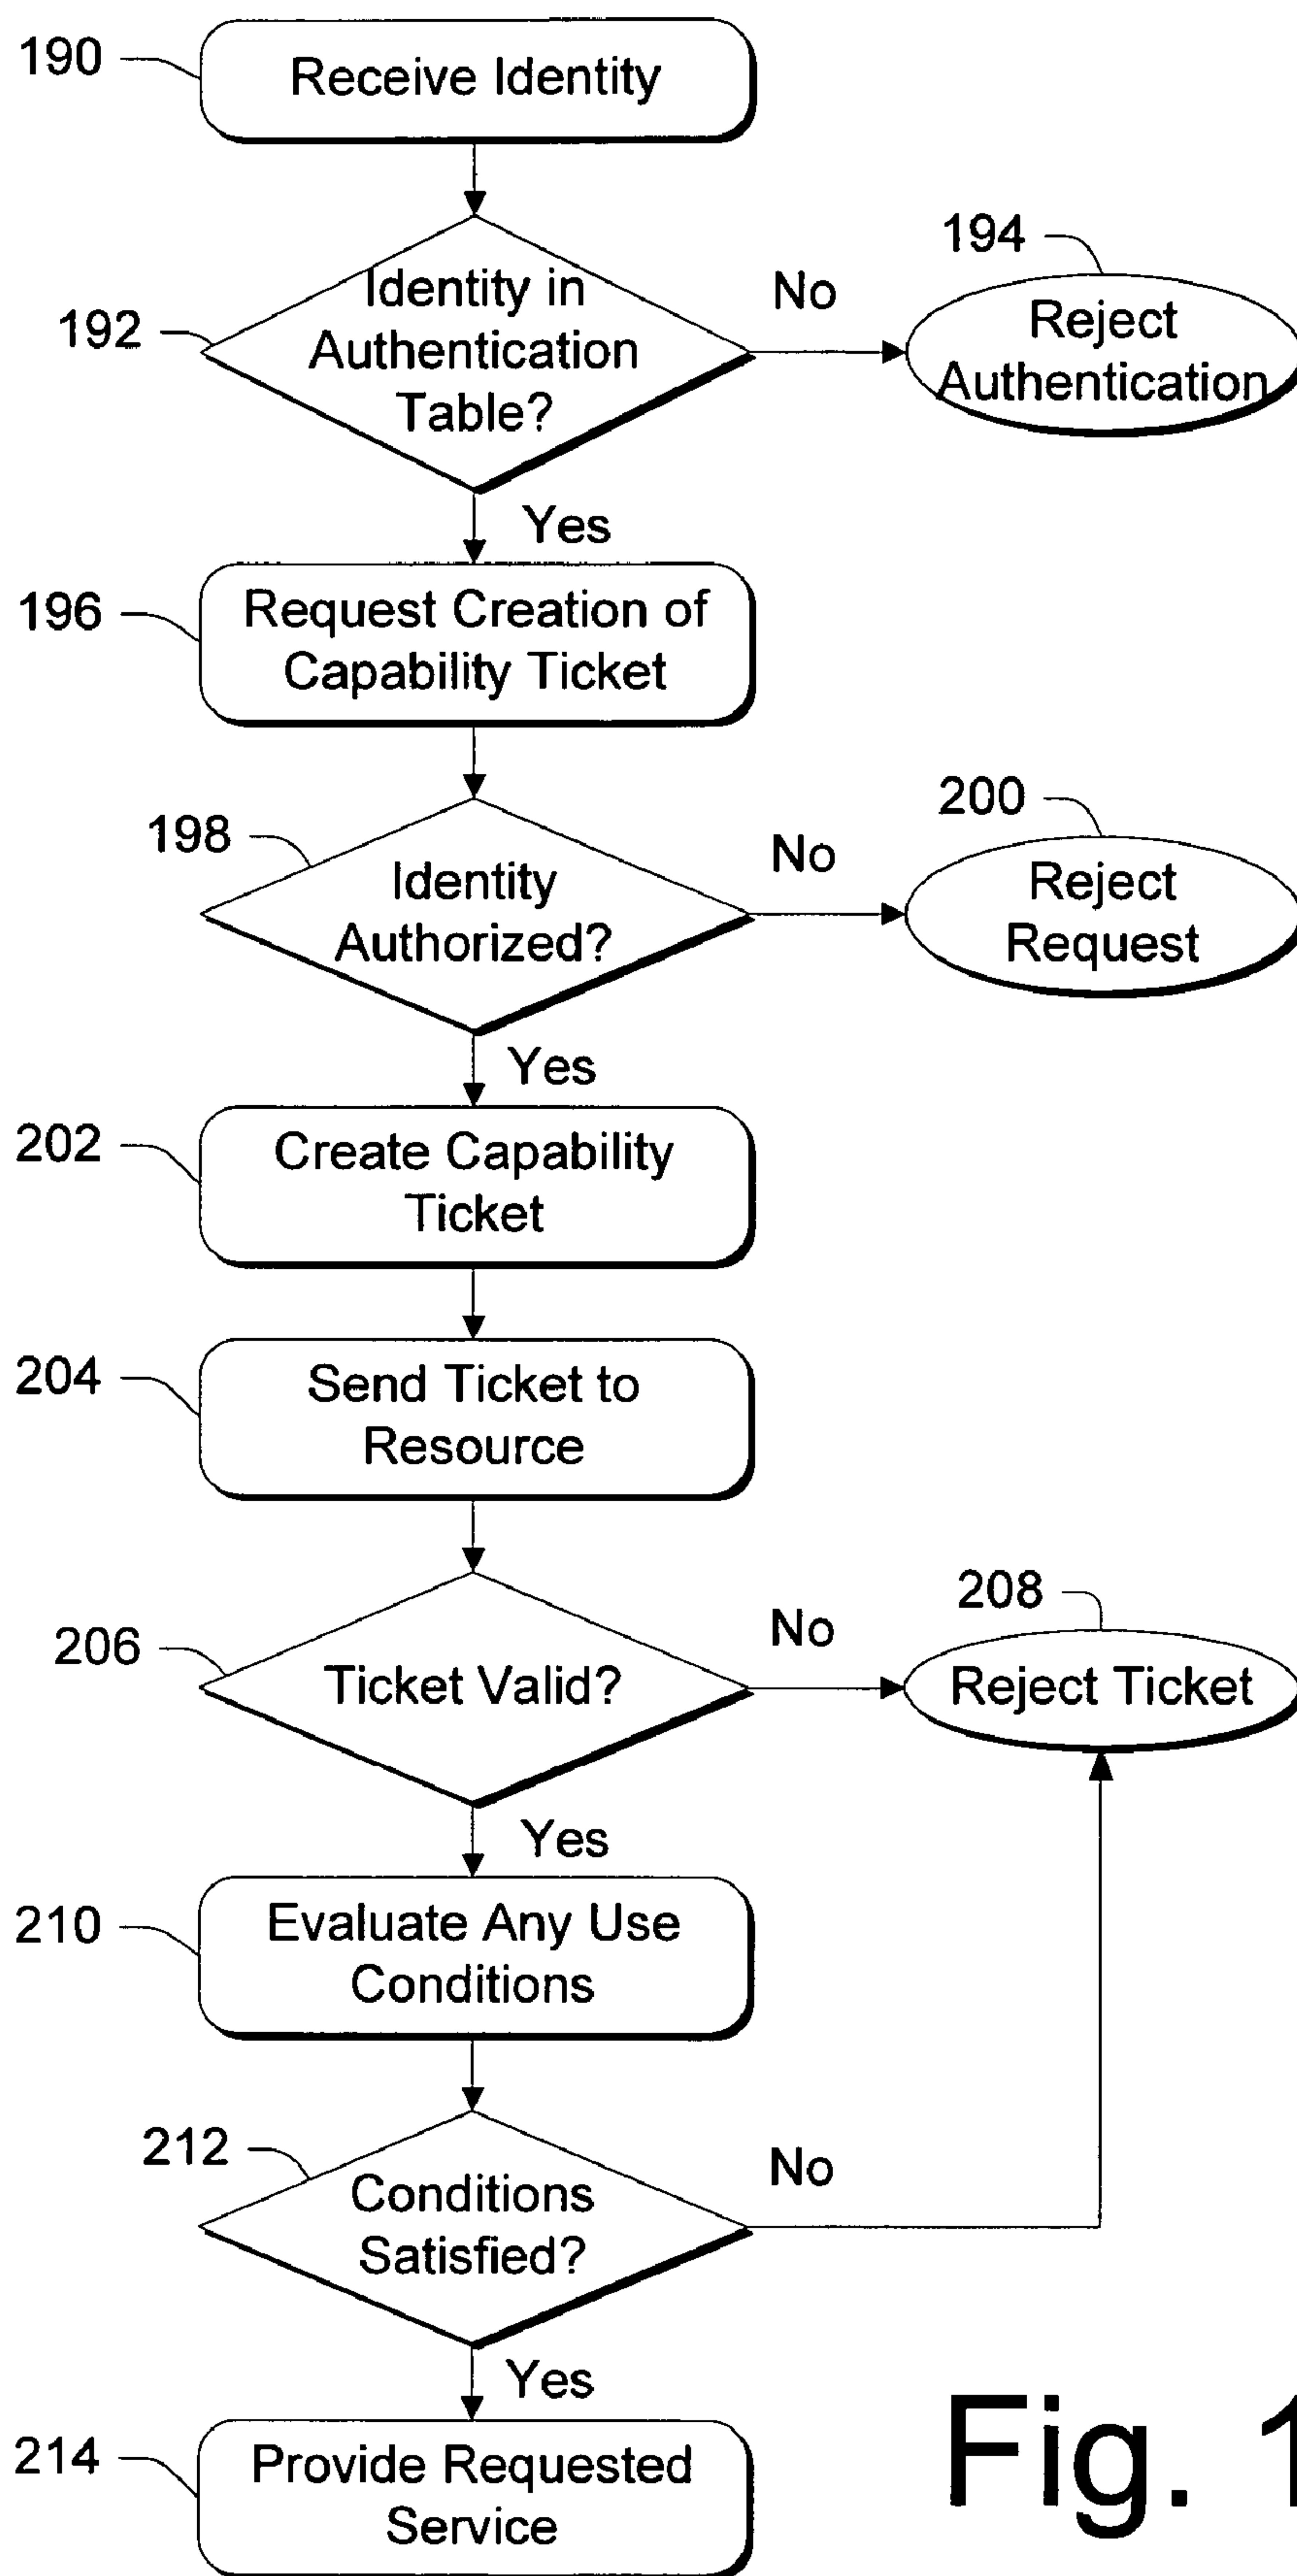 190
Receive Identity
194
192
Identity in
Authentication
Table?
No
Reject
Authentication
Yes
196
Request Creation of
Capability Ticket
200
198
Identity
Authorized?
No
Reject
Request
Yes
202
Create Capability
Ticket
204
Send Ticket to
Resource
208
206
Ticket Valid?
No
Reject Ticket
Yes
210
Evaluate Any Use
Conditions
212
Conditions
Satisfied?
No
Yes
214
Provide Requested
Service
Fig.